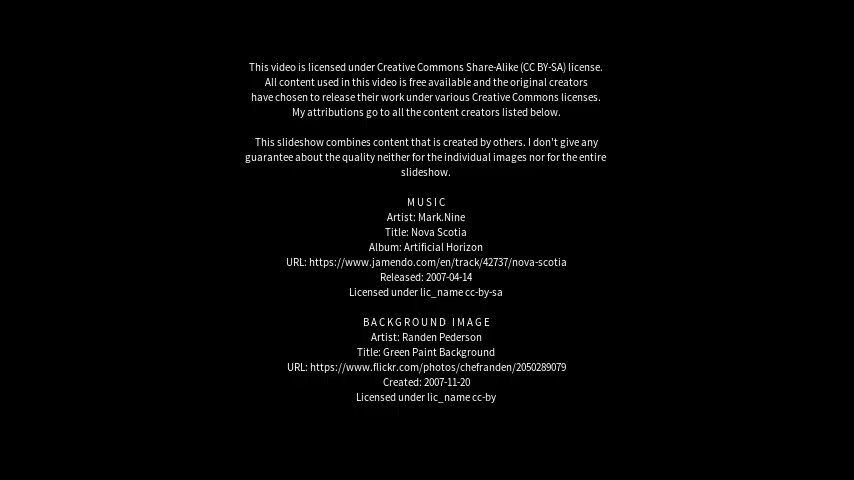 This video is licensed under Creative Commons Share-Alike (CC BY-SA) license.
All content used in this video is free available and the original creators
have chosen to release their work under various Creative Commons licenses.
My attributions go to all the content creators listed below.
This slideshow combines content that is created by others. I don't give any
guarantee about the quality neither for the individual images nor for the entire
slideshow.
MUSIC
Artist: Mark.Nine
Title: Nova Scotia
Album: Artificial Horizon
URL: https://www.jamendo.com/en/track/42737/nova-scotia
Released: 2007-04-14
Licensed under lic_name cc-by-sa
BACKGROUND IMAGE
Artist: Randen Pederson
Title: Green Paint Background
URL: https://www.flickr.com/photos/chefranden/2050289079
Created: 2007-11-20
Licensed under lic_name cc-by